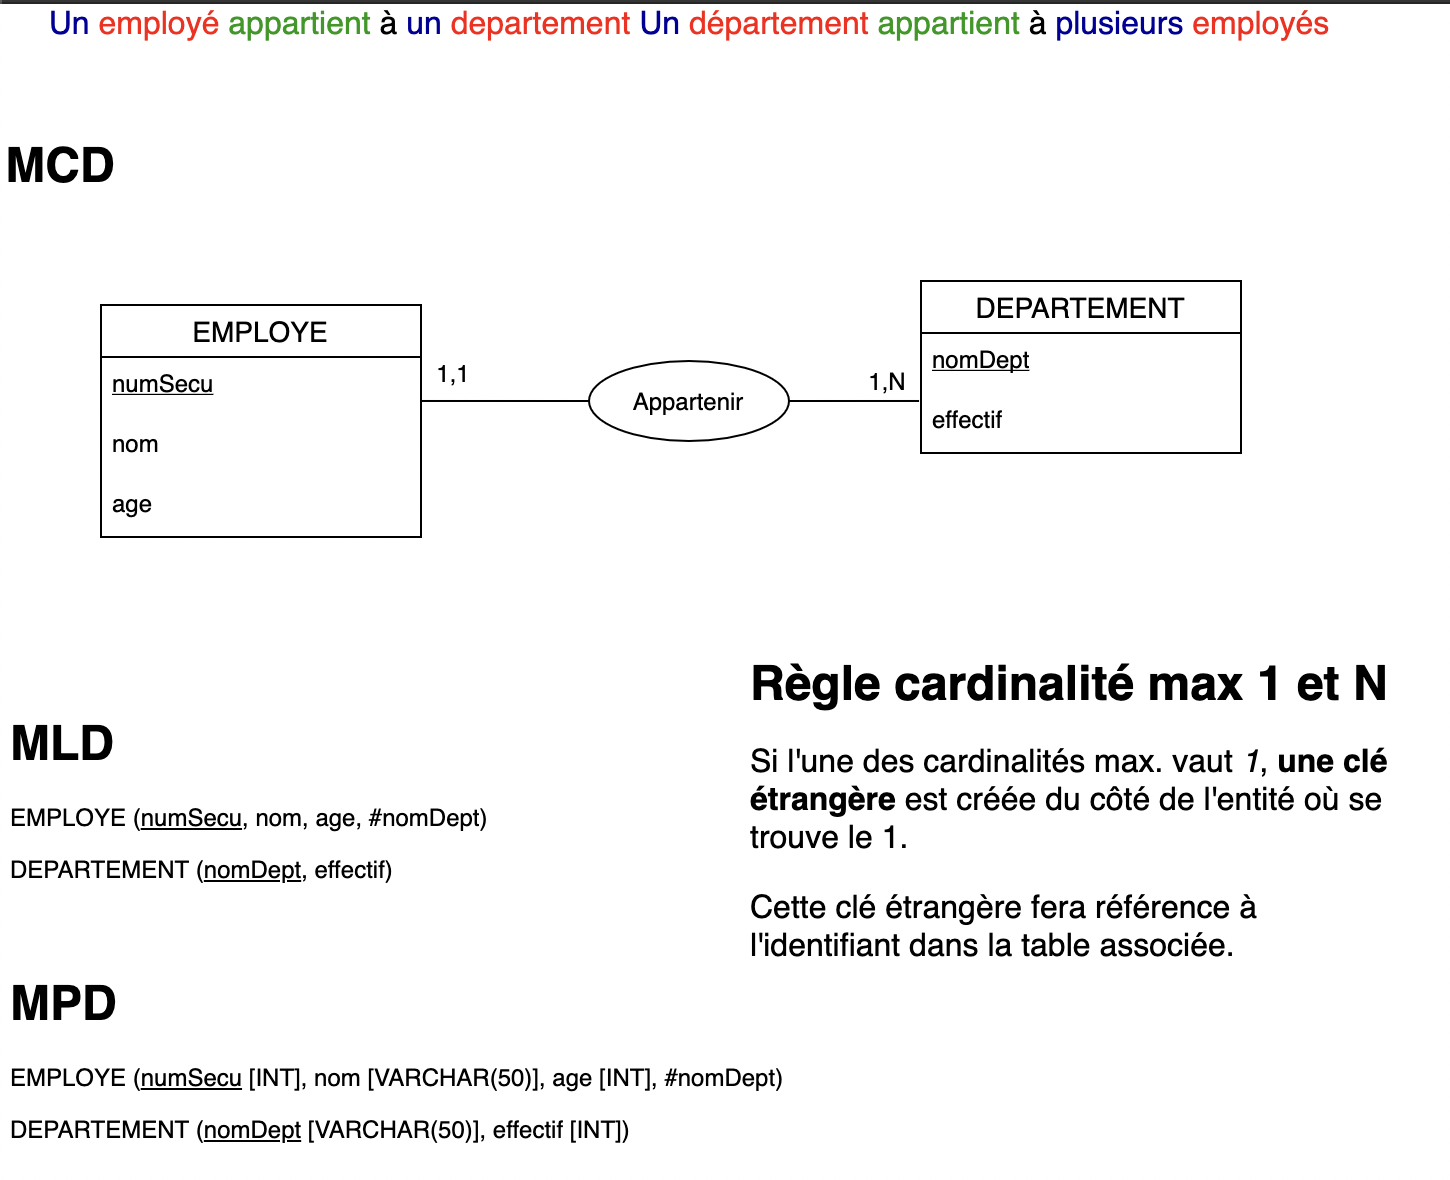 Un employé appartient à un departement Un département appartient à plusieurs employés
MCD
EMPLOYE
numSecu
nom
age
1,1
Appartenir
1,N
DEPARTEMENT
nomDept
effectif
MLD
EMPLOYE (numSecu, nom, age, #nomDept)
DEPARTEMENT (nomDept, effectif)
Règle cardinalité max 1 et N
Si l'une des cardinalités max. vaut 1, une clé
étrangère est créée du côté de l'entité où se
trouve le 1.
Cette clé étrangère fera référence à
l'identifiant dans la table associée.
MPD
EMPLOYE (numSecu [INT], nom [VARCHAR(50)], age [INT], #nomDept)
DEPARTEMENT (nomDept [VARCHAR(50)], effectif [INT])